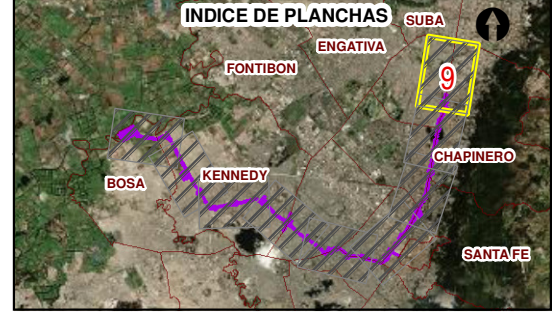 INDICE DE PLANCHAS
SUBA
ENGATIVA
FONTIBON
9
CHAPINERO
KENNEDY
BOSA
SANTA FE